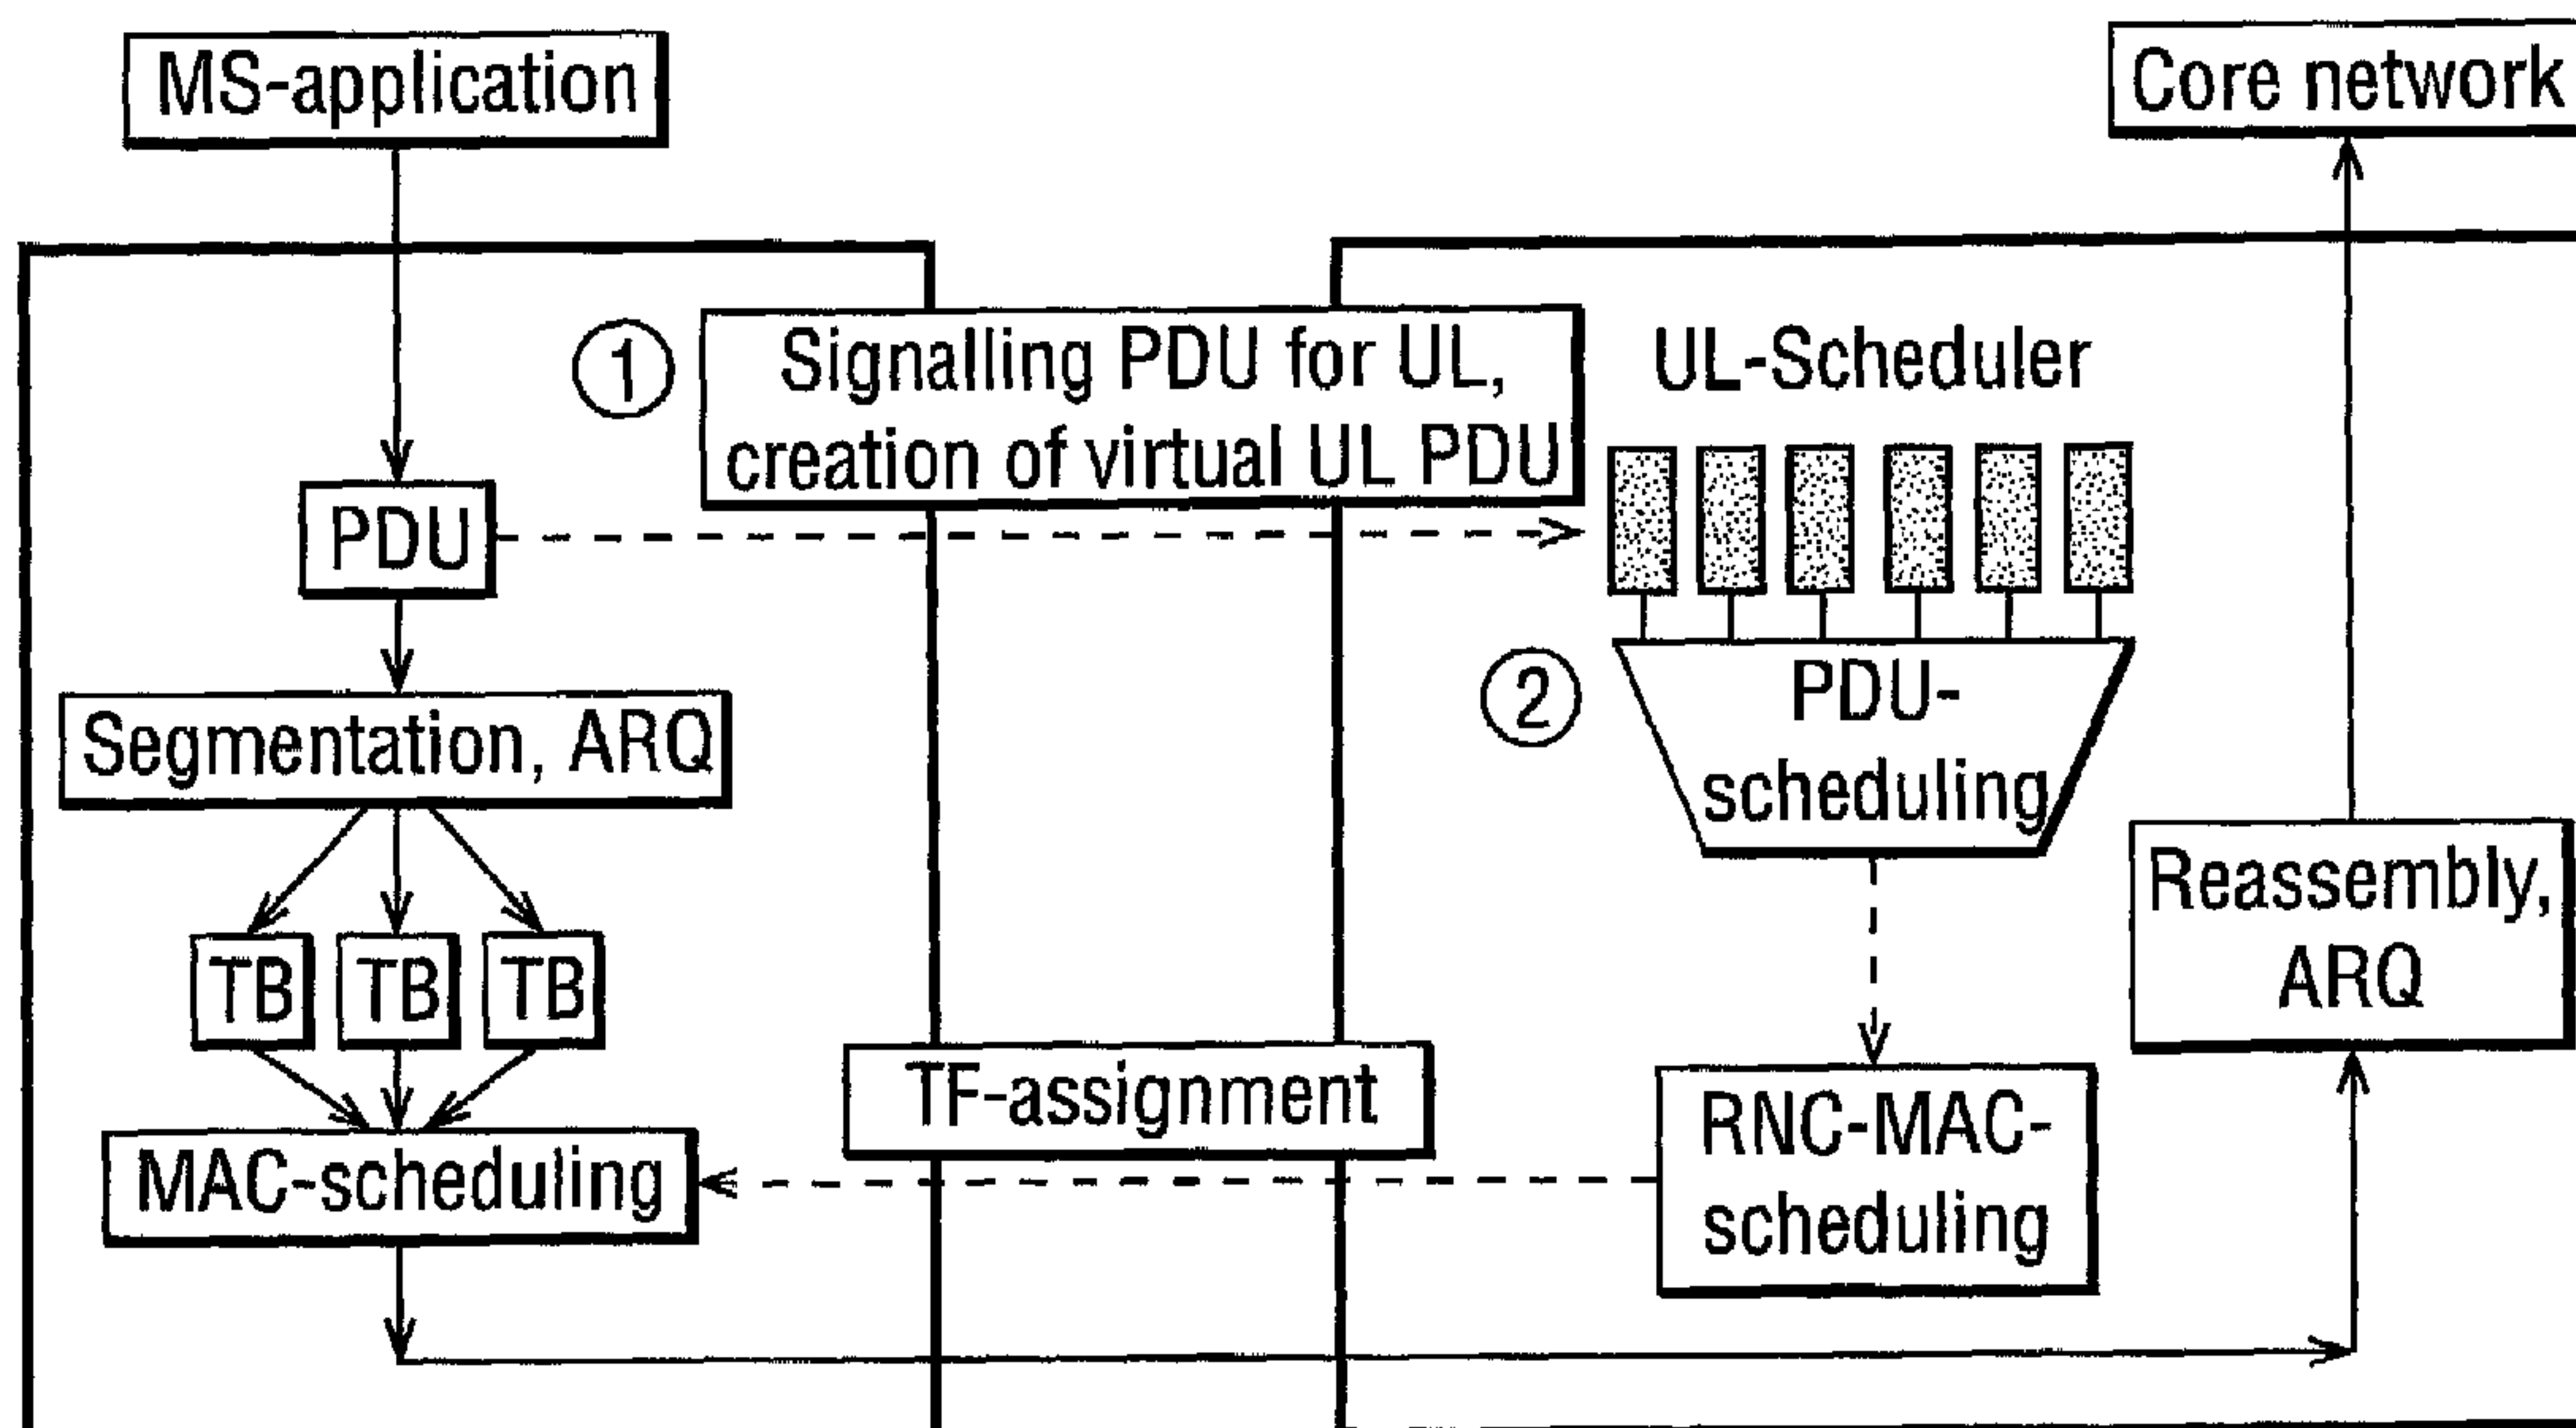 MS-application
Core network
1
Signalling PDU for UL,
creation of virtual UL PDU
UL-Scheduler
PDU
2
PDU-
scheduling
Segmentation, ARQ
Reassembly,
ARQ
TB
TB
TB
TF-assignment
RNC-MAC-
scheduling
MAC-scheduling